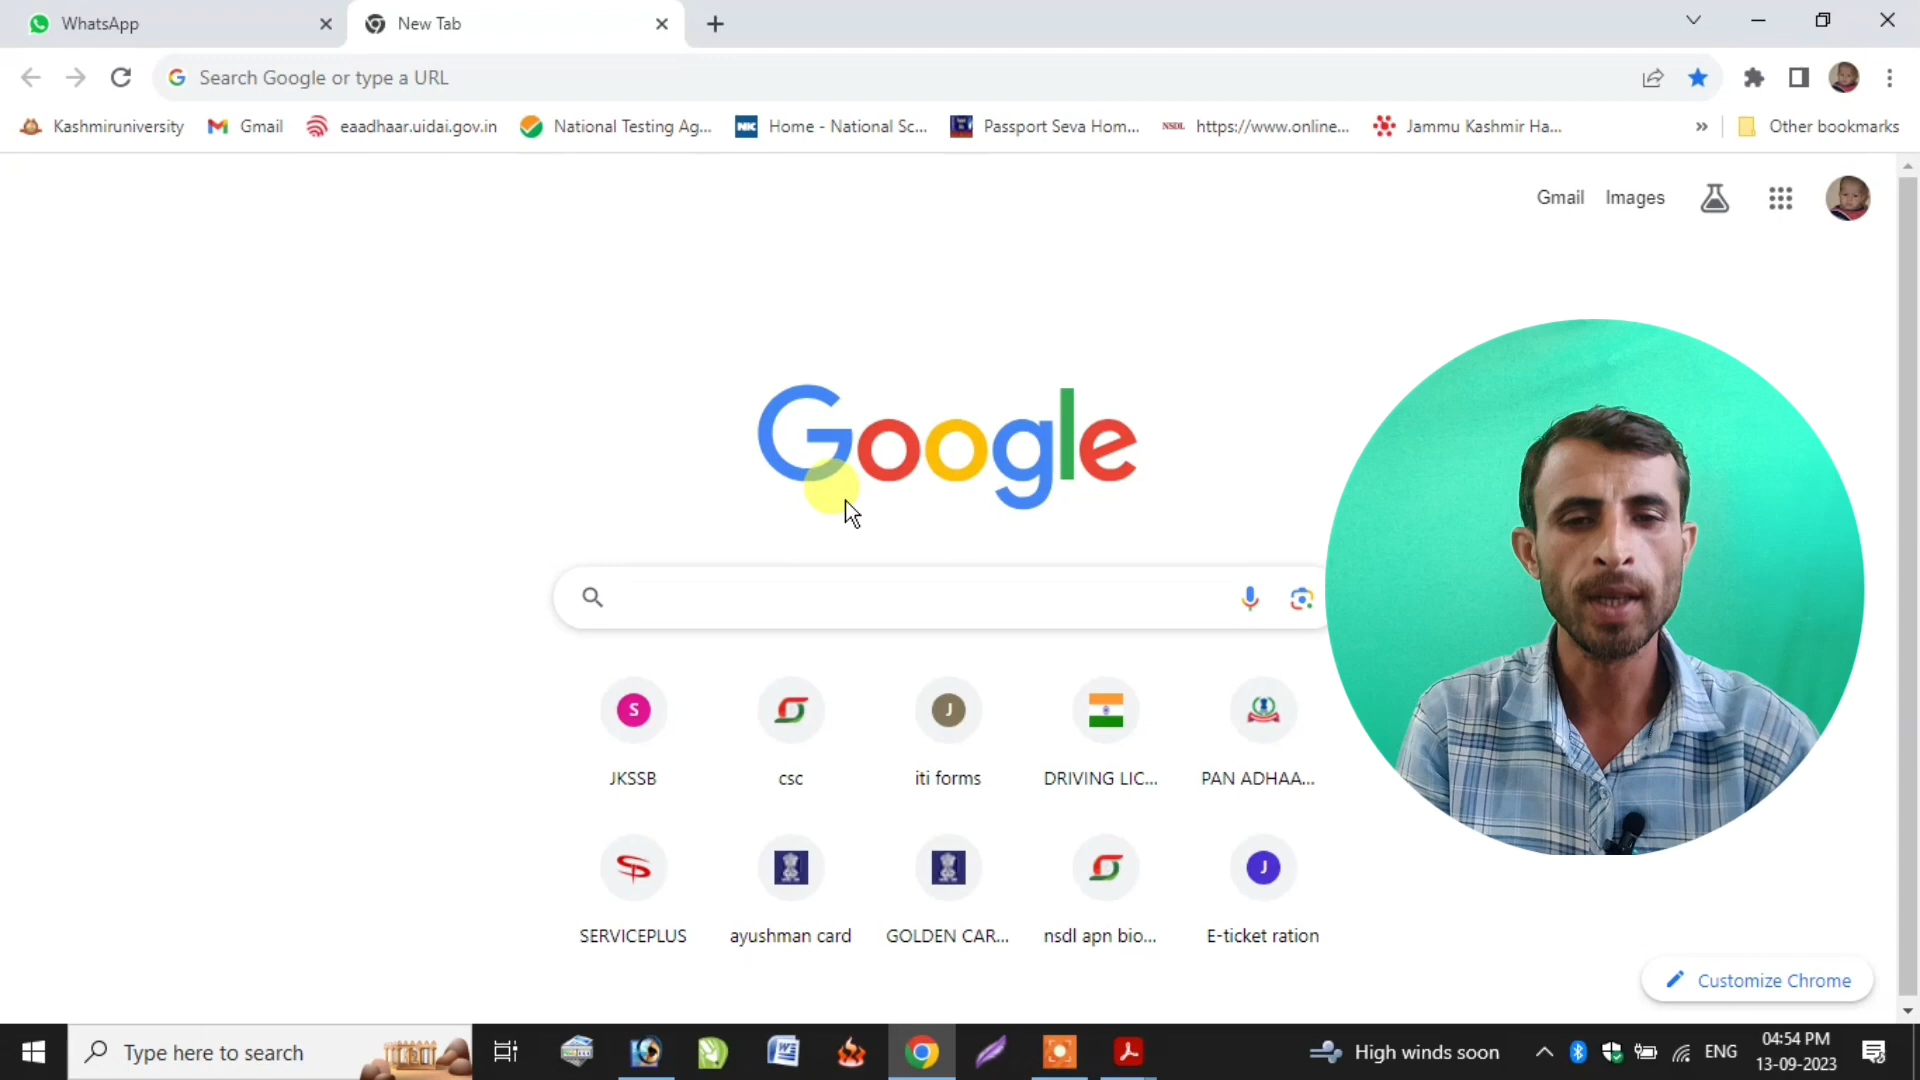 WhatsApp
New Tab
Search Google or type a URL
Kashmiruniversity
Gmail
eaadhaar.uidai.gov.in
National Testing Ag...
NK
Home - National Sc...
Passport Seva Hom...
NSDL
https://www.online...
Jammu Kashmir Ha...
»
Other bookmarks
Gmail
Images
Google
S
J
JKSSB
csc
iti forms
DRIVING LIC...
PAN ADHAA...
J
SERVICEPLUS
ayushman card
GOLDEN CAR...
nsdl apn bio...
E-ticket ration
Customize Chrome
Type here to search
High winds soon
ENG
04:54 PM
13-09-2023